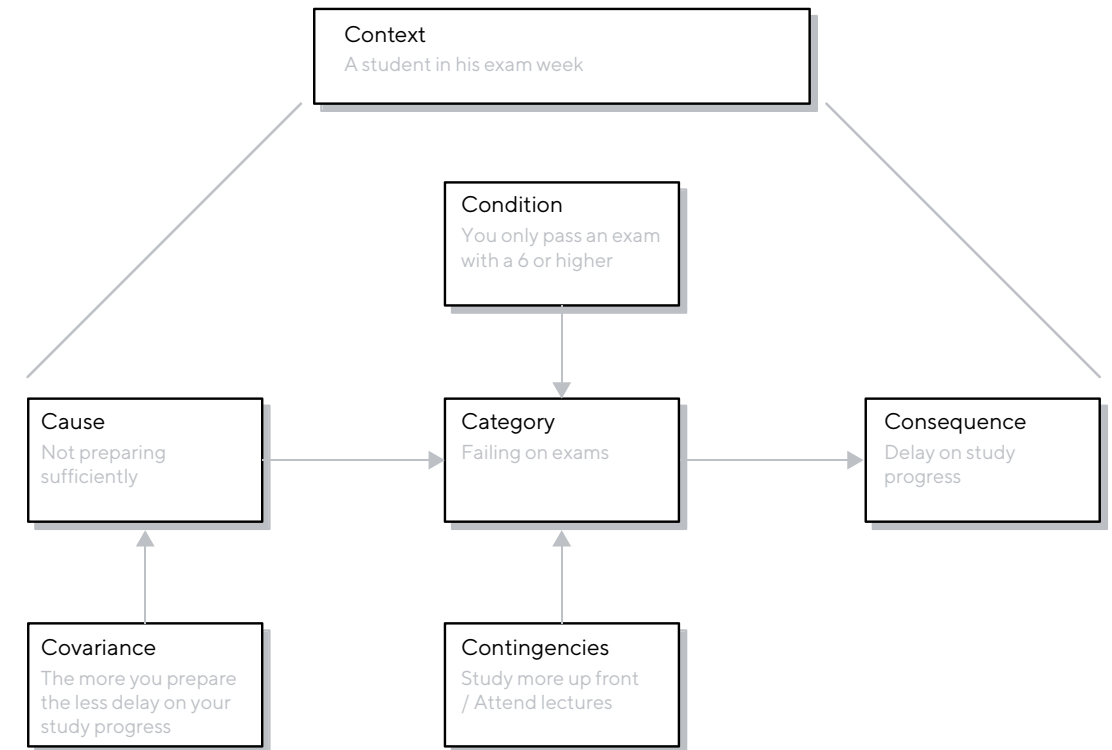 Context
A student in his exam week
Condition
You only pass an exam
with a 6 or higher
Cause
Not preparing
sufficiently
Category
Failing on exams
Consequence
Delay on study
progress
Covariance
The more you prepare
the less delay on your
study progress
Contingencies
Study more up front
/ Attend lectures